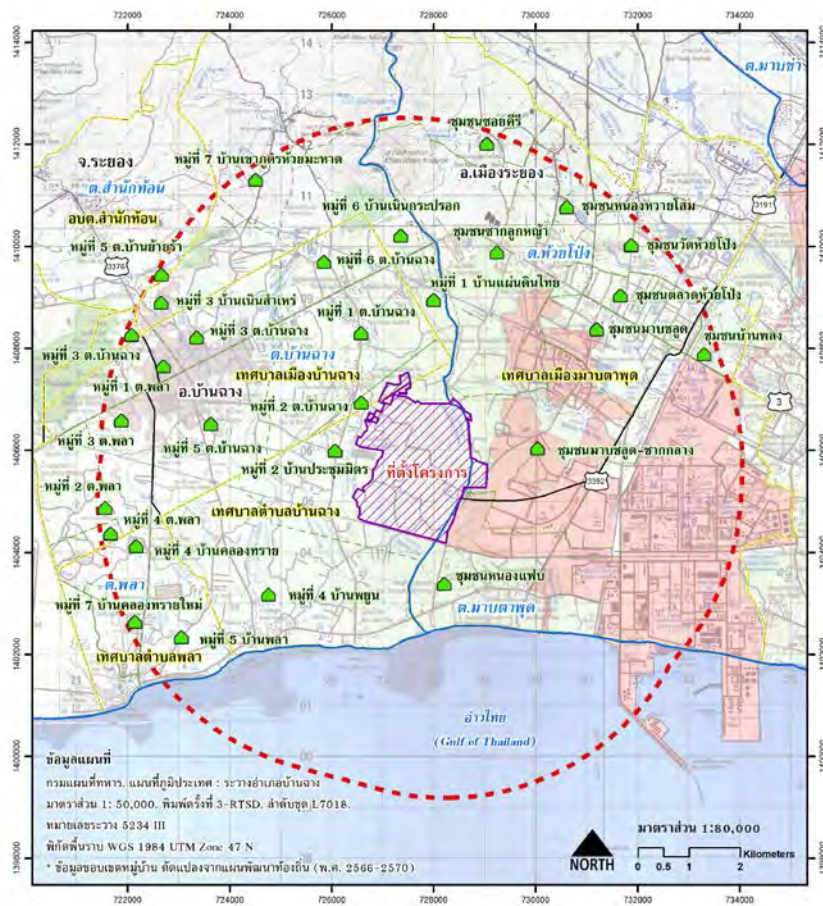 722000 724000 726000 728000 730000 732000 734000
1414000
1412000
1410000
1408000
1406000
1404000
1402000
1400000
1398000
ต.มาบข่า
ชุมชนซอยคีรี
จ.ระยอง
หมู่ที่ 7 บ้านเขาภูดรห้วยมะหาด
อ.เมืองระยอง
ต.สำนักท้อน
หมู่ที่ 6 บ้านเนินกระปรอก
ชุมชนหนองหวายโสม
3191
อบต.สำนักท้อน
ชุมชนซากลูกหญ้า
หมู่ที่ 5 ต.บ้านย้ายร้า
หมู่ที่ 6 ต.บ้านฉาง
ต.ห้วยโป่ง
ชุมชนวัดห้วยโป่ง
3376
หมู่ที่ 1 บ้านแผ่นดินไทย
หมู่ที่ 3 บ้านเนินสำเหร่
หมู่ที่ 1 ต.บ้านฉาง
ชุมชนตลาดห้วยโป่ง
หมู่ที่ 3 ต.บ้านฉาง
ชุมชนมาบชลูด
ชุมชนบ้านพลง
หมู่ที่ 3 ต.บ้านฉาง
ต.บ้านฉาง
เทศบาลเมืองบ้านฉาง
เทศบาลเมืองมาบตาพุด
หมู่ที่ 1 ต.พลา
อ.บ้านฉาง
หมู่ที่ 2 ต.บ้านฉาง
3
หมู่ที่ 3 ต.พลา
หมู่ที่ 5 ต.บ้านฉาง
ชุมชนมาบชลูด-ซากกลาง
หมู่ที่ 2 บ้านประชุมมิตร
ที่ตั้งโครงการ
3392
หมู่ที่ 2 ต.พลา
เทศบาลตำบลบ้านฉาง
หมู่ที่ 4 ต.พลา
หมู่ที่ 4 บ้านคลองทราย
ต.พลา
ชุมชนหนองแฟบ
หมู่ที่ 7 บ้านคลองทรายใหม่
หมู่ที่ 4 บ้านพยูน
ต.มาบตาพุด
หมู่ที่ 5 บ้านพลา
เทศบาลตำบลพลา
อ่าวไทย
(Gulf of Thailand)
ข้อมูลแผนที่
กรมแผนที่ทหาร. แผนที่ภูมิประเทศ : ระวางอำเภอบ้านฉาง
มาตราส่วน 1: 50,000. พิมพ์ครั้งที่ 3-RTSD. ลำดับชุด L7018.
หมายเลขระวาง 5234 III
พิกัดพื้นราบ WGS 1984 UTM Zone 47 N
* ข้อมูลขอบเขตหมู่บ้าน ดัดแปลงจากแผนพัฒนาท้องถิ่น (พ.ศ. 2566-2570)
NORTH
มาตราส่วน 1:80,000
Kilometers
0 0.5 1 2
722000 724000 726000 728000 730000 732000 734000